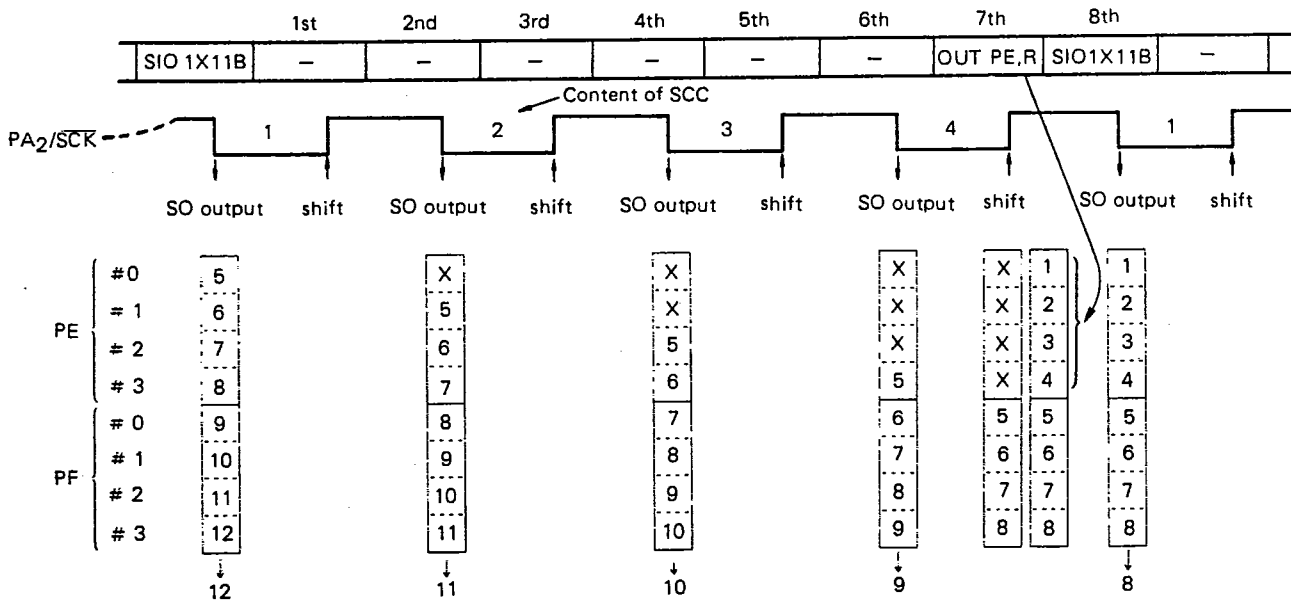 1st 2nd 3rd 4th 5th 6th 7th 8th
SIO 1X11B – – – – – – OUT PE,R SIO1X11B –
Content of SCC
PA2/SCK 1 2 3 4 1
SO output shift SO output shift SO output shift SO output shift SO output shift
#0 5 X X X X 1 1
PE
#1 6 5 X X X 2 2
#2 7 6 5 X X 3 3
#3 8 7 6 5 X 4 4
#0 9 8 7 6 5 5 5
PF
#1 10 9 8 7 6 6 6
#2 11 10 9 8 7 7 7
#3 12 11 10 9 8 8 8
12 11 10 9 8